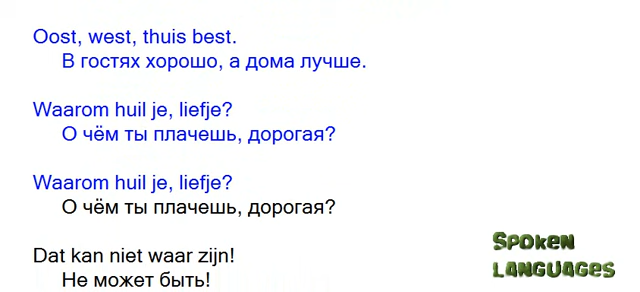 Oost, west, thuis best.
В гостях хорошо, а дома лучше.
Waarom huil je, liefje?
О чём ты плачешь, дорогая?
Waarom huil je, liefje?
О чём ты плачешь, дорогая?
Dat kan niet waar zijn!
Не может быть!
Spoken
Languages